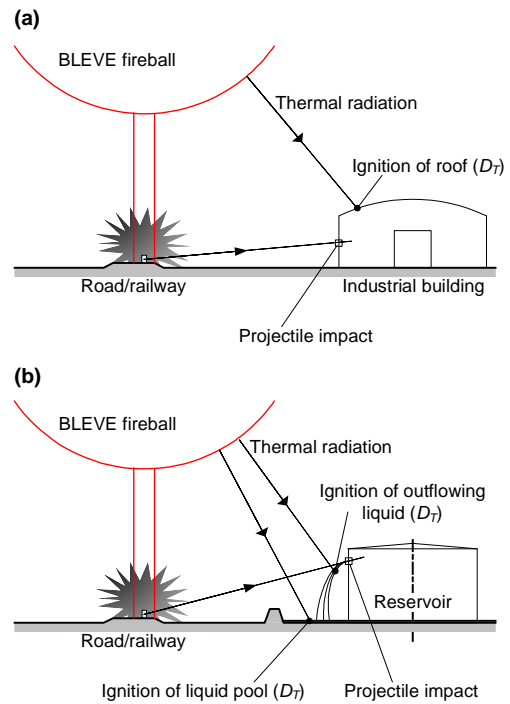 (a)
BLEVE fireball
Thermal radiation
Ignition of roof (D_T)
Road/railway
Industrial building
Projectile impact
(b)
BLEVE fireball
Thermal radiation
Ignition of outflowing
liquid (D_T)
Reservoir
Road/railway
Ignition of liquid pool (D_T)
Projectile impact